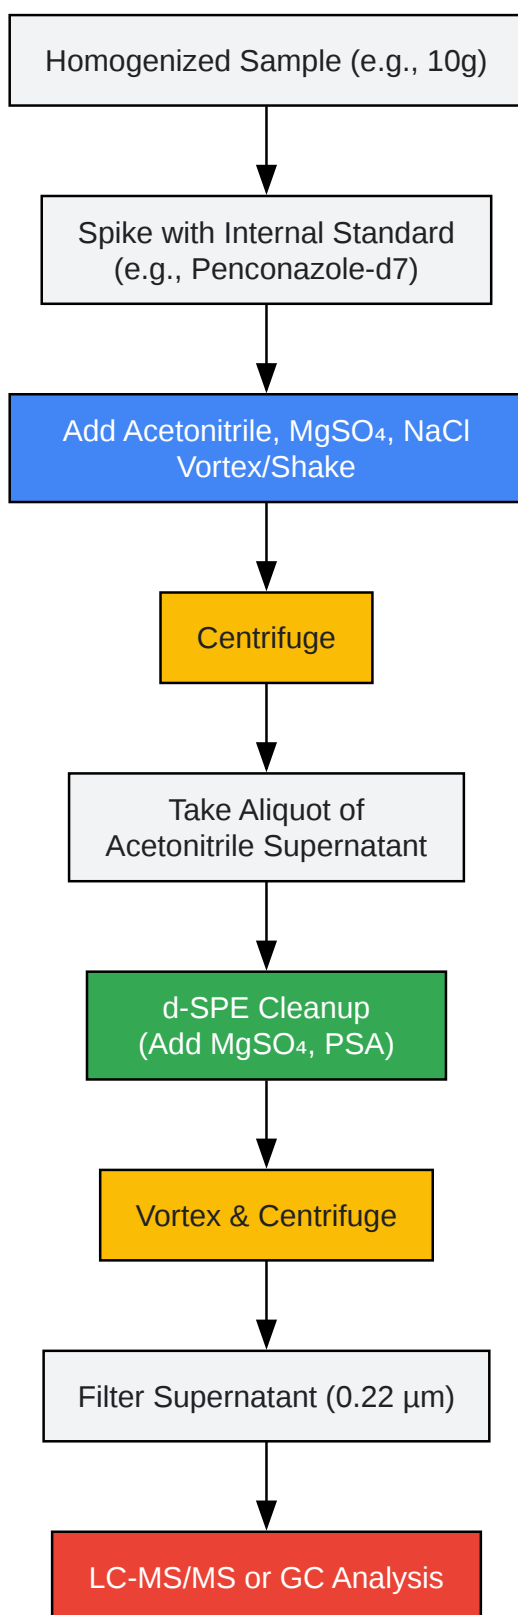 Homogenized Sample (e.g., 10g)
Spike with Internal Standard
(e.g., Penconazole-d7)
Add Acetonitrile, MgSO₄, NaCl
Vortex/Shake
Centrifuge
Take Aliquot of
Acetonitrile Supernatant
d-SPE Cleanup
(Add MgSO₄, PSA)
Vortex & Centrifuge
Filter Supernatant (0.22 µm)
LC-MS/MS or GC Analysis